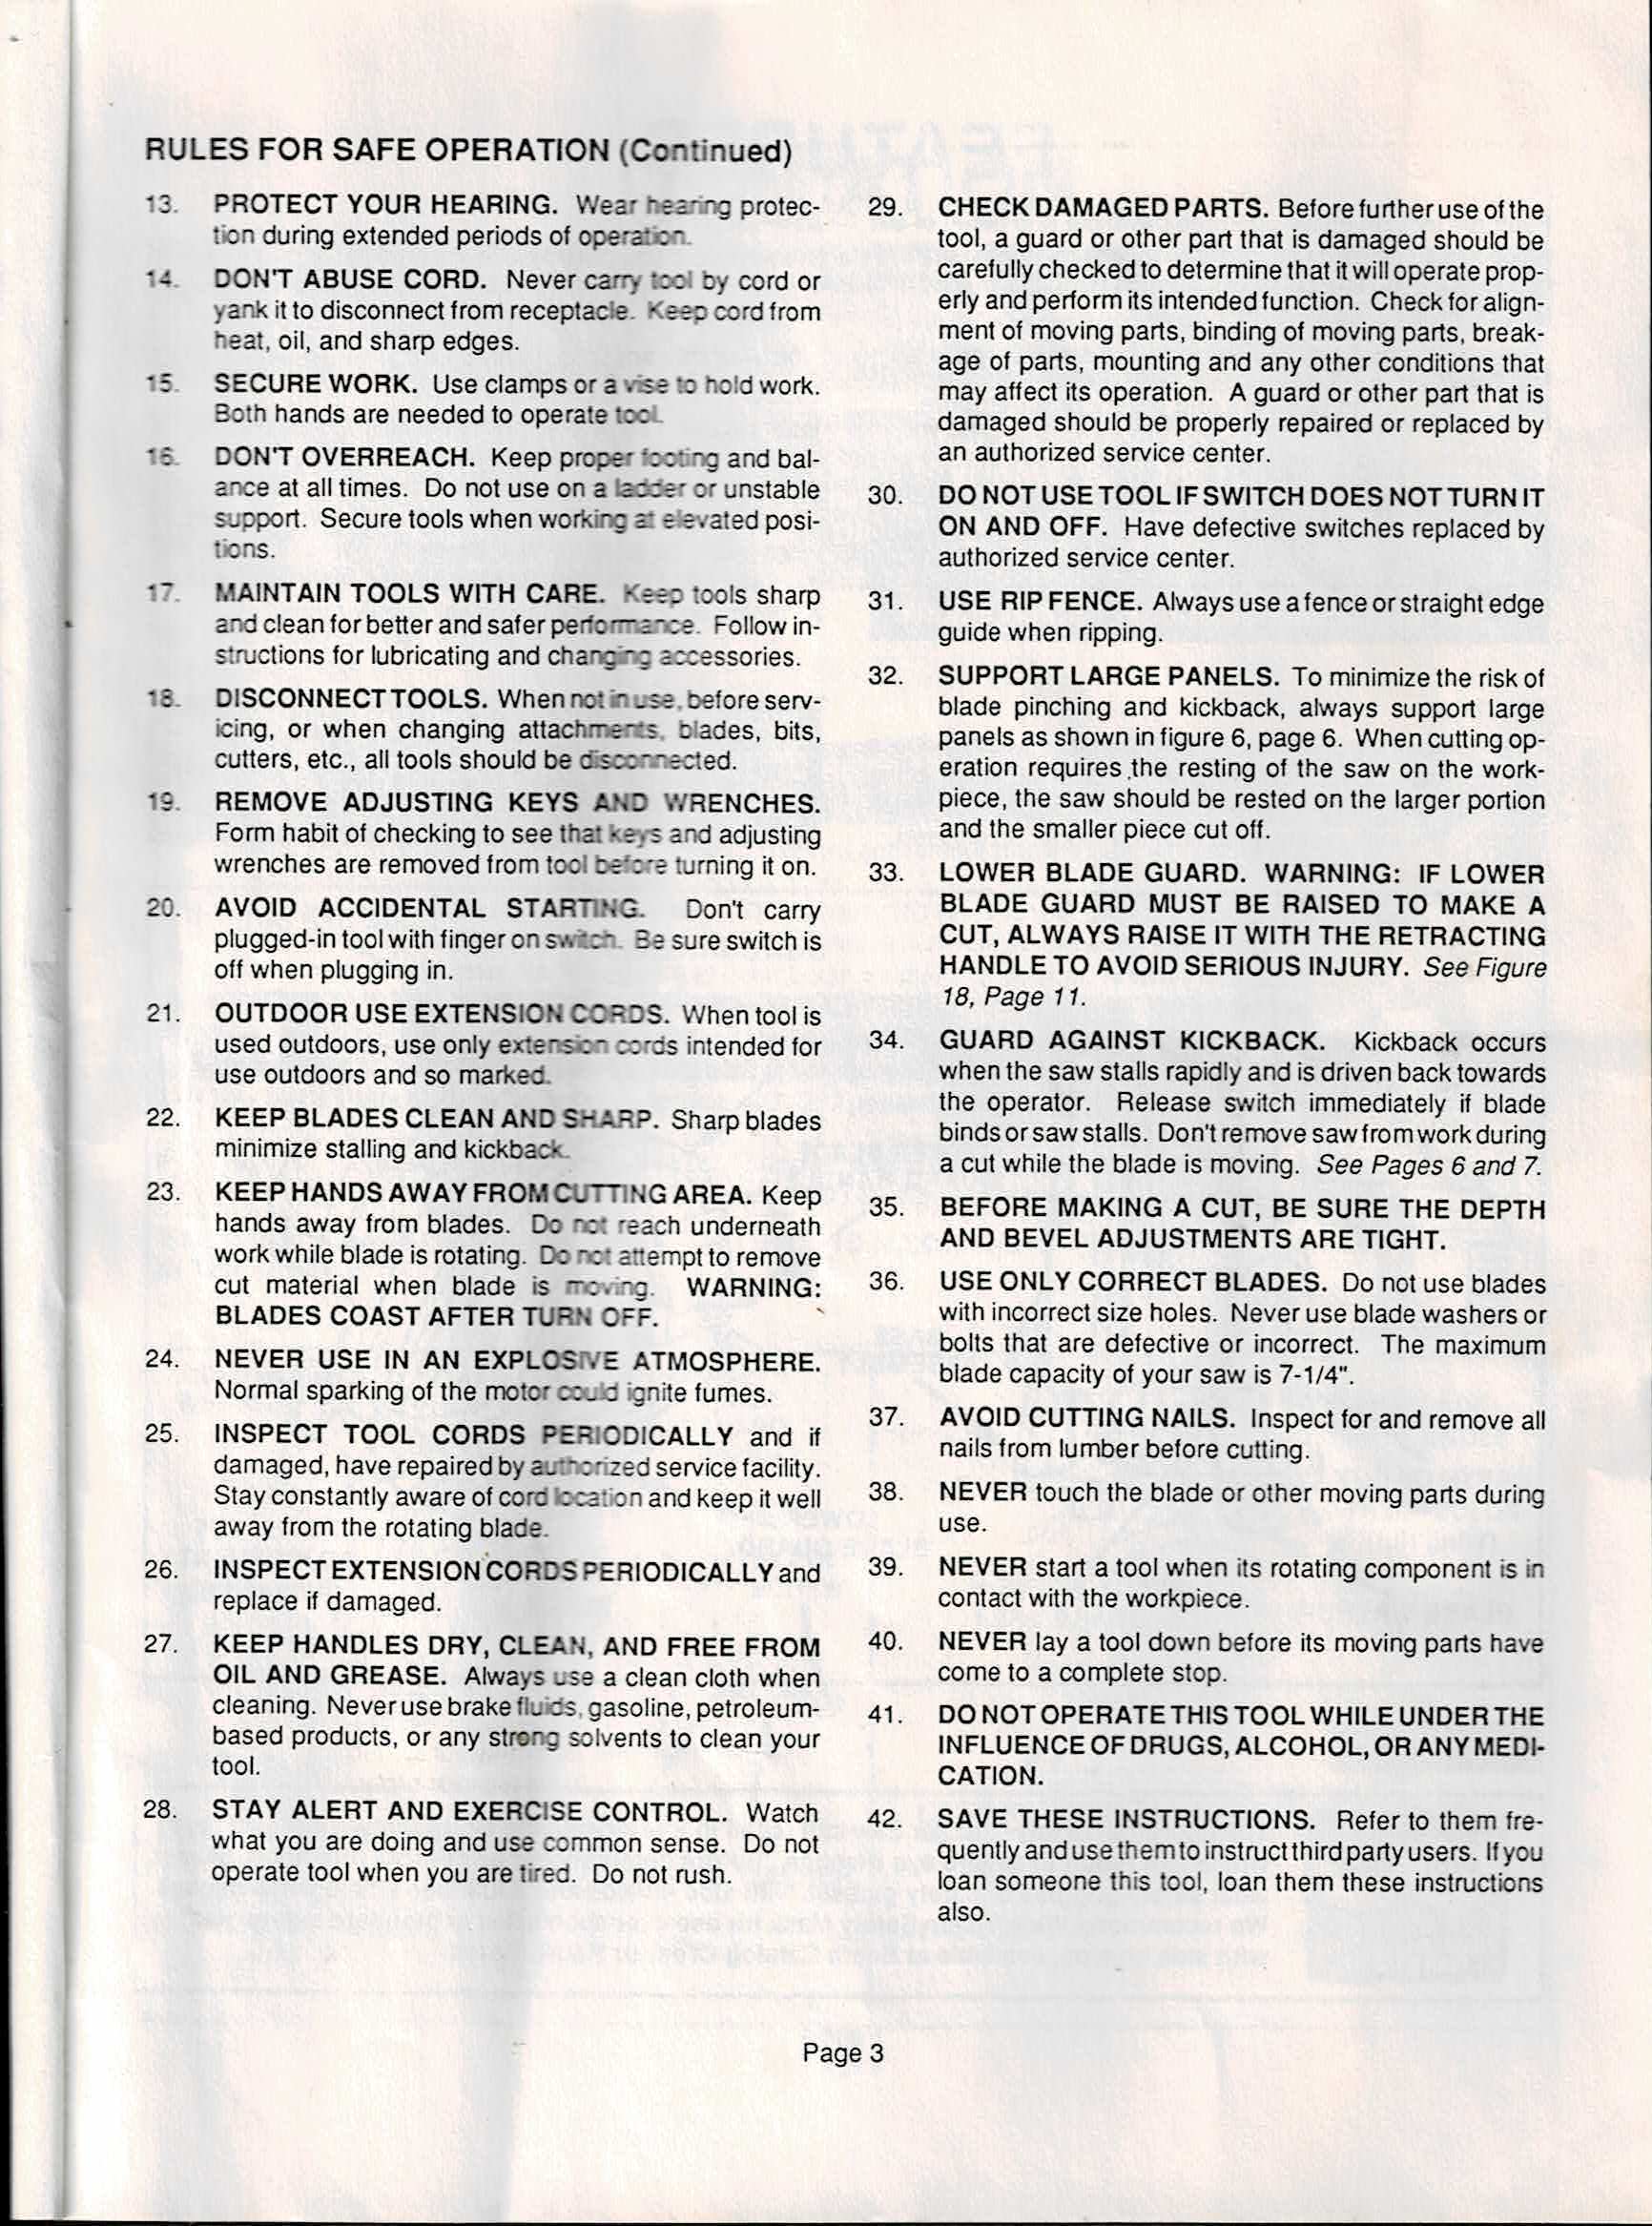 RULES FOR SAFE OPERATION (Continued)
13. PROTECT YOUR HEARING. Wear hearing protec-
tion during extended periods of operation.
14. DON'T ABUSE CORD. Never carry tool by cord or
yank it to disconnect from receptacle. Keep cord from
heat, oil, and sharp edges.
15. SECURE WORK. Use clamps or a vise to hold work.
Both hands are needed to operate tool.
16. DON'T OVERREACH. Keep proper footing and bal-
ance at all times. Do not use on a ladder or unstable
support. Secure tools when working at elevated posi-
tions.
17. MAINTAIN TOOLS WITH CARE. Keep tools sharp
and clean for better and safer performance. Follow in-
structions for lubricating and changing accessories.
18. DISCONNECT TOOLS. When not in use, before serv-
icing, or when changing attachments, blades, bits,
cutters, etc., all tools should be disconnected.
19. REMOVE ADJUSTING KEYS AND WRENCHES.
Form habit of checking to see that keys and adjusting
wrenches are removed from tool before turning it on.
20. AVOID ACCIDENTAL STARTING. Don't carry
plugged-in tool with finger on switch. Be sure switch is
off when plugging in.
21. OUTDOOR USE EXTENSION CORDS. When tool is
used outdoors, use only extension cords intended for
use outdoors and so marked.
22. KEEP BLADES CLEAN AND SHARP. Sharp blades
minimize stalling and kickback.
23. KEEP HANDS AWAY FROM CUTTING AREA. Keep
hands away from blades. Do not reach underneath
work while blade is rotating. Do not attempt to remove
cut material when blade is moving. WARNING:
BLADES COAST AFTER TURN OFF.
24. NEVER USE IN AN EXPLOSIVE ATMOSPHERE.
Normal sparking of the motor could ignite fumes.
25. INSPECT TOOL CORDS PERIODICALLY and if
damaged, have repaired by authorized service facility.
Stay constantly aware of cord location and keep it well
away from the rotating blade.
26. INSPECT EXTENSION CORDS PERIODICALLY and
replace if damaged.
27. KEEP HANDLES DRY, CLEAN, AND FREE FROM
OIL AND GREASE. Always use a clean cloth when
cleaning. Never use brake fluids, gasoline, petroleum-
based products, or any strong solvents to clean your
tool.
28. STAY ALERT AND EXERCISE CONTROL. Watch
what you are doing and use common sense. Do not
operate tool when you are tired. Do not rush.
29. CHECK DAMAGED PARTS. Before further use of the
tool, a guard or other part that is damaged should be
carefully checked to determine that it will operate prop-
erly and perform its intended function. Check for align-
ment of moving parts, binding of moving parts, break-
age of parts, mounting and any other conditions that
may affect its operation. A guard or other part that is
damaged should be properly repaired or replaced by
an authorized service center.
30. DO NOT USE TOOL IF SWITCH DOES NOT TURN IT
ON AND OFF. Have defective switches replaced by
authorized service center.
31. USE RIP FENCE. Always use a fence or straight edge
guide when ripping.
32. SUPPORT LARGE PANELS. To minimize the risk of
blade pinching and kickback, always support large
panels as shown in figure 6, page 6. When cutting op-
eration requires the resting of the saw on the work-
piece, the saw should be rested on the larger portion
and the smaller piece cut off.
33. LOWER BLADE GUARD. WARNING: IF LOWER
BLADE GUARD MUST BE RAISED TO MAKE A
CUT, ALWAYS RAISE IT WITH THE RETRACTING
HANDLE TO AVOID SERIOUS INJURY. See Figure
18, Page 11.
34. GUARD AGAINST KICKBACK. Kickback occurs
when the saw stalls rapidly and is driven back towards
the operator. Release switch immediately if blade
binds or saw stalls. Don't remove saw from work during
a cut while the blade is moving. See Pages 6 and 7.
35. BEFORE MAKING A CUT, BE SURE THE DEPTH
AND BEVEL ADJUSTMENTS ARE TIGHT.
36. USE ONLY CORRECT BLADES. Do not use blades
with incorrect size holes. Never use blade washers or
bolts that are defective or incorrect. The maximum
blade capacity of your saw is 7-1/4".
37. AVOID CUTTING NAILS. Inspect for and remove all
nails from lumber before cutting.
38. NEVER touch the blade or other moving parts during
use.
39. NEVER start a tool when its rotating component is in
contact with the workpiece.
40. NEVER lay a tool down before its moving parts have
come to a complete stop.
41. DO NOT OPERATE THIS TOOL WHILE UNDER THE
INFLUENCE OF DRUGS, ALCOHOL, OR ANY MEDI-
CATION.
42. SAVE THESE INSTRUCTIONS. Refer to them fre-
quently and use them to instruct third party users. If you
loan someone this tool, loan them these instructions
also.
Page 3